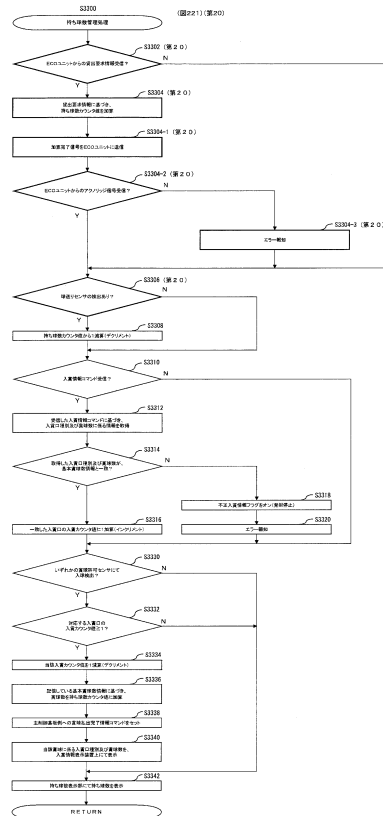 (図221)(第20)
S3300
持ち球数管理処理
S3302 (第20)
ECOユニットからの貸出要求情報受信?
N
Y
S3304 (第20)
貸出要求情報に基づき、
持ち球数カウンタ値を加算
S3304-1 (第20)
加算完了信号をECOユニットに送信
S3304-2 (第20)
ECOユニットからのアクノリッジ信号受信?
N
Y
S3304-3 (第20)
エラー報知
S3306 (第20)
球送りセンサの検出あり?
N
Y
S3308
持ち球数カウンタ値から1減算(デクリメント)
S3310
入賞情報コマンド受信?
N
Y
S3312
受信した入賞情報コマンドに基づき、
入賞口種別及び賞球数に係る情報を取得
S3314
取得した入賞口種別及び賞球数が、
基本賞球数情報と一致?
N
Y
S3318
不正入賞情報フラグをオン(発射停止)
S3316
一致した入賞口の入賞カウンタ値に1加算(インクリメント)
S3320
エラー報知
S3330
いずれかの賞球許可センサにて
入球検出?
N
Y
S3332
対応する入賞口の
入賞カウンタ値≧1?
N
Y
S3334
当該入賞カウンタ値を1減算(デクリメント)
S3336
記憶している基本賞球数情報に基づき、
賞球数を持ち球数カウンタ値に加算
S3338
主制御基板側への賞球払出完了情報コマンドをセット
S3340
当該賞球に係る入賞口種別及び賞球数を、
入賞情報表示装置上にて表示
S3342
持ち球数表示部にて持ち球数を表示
RETURN